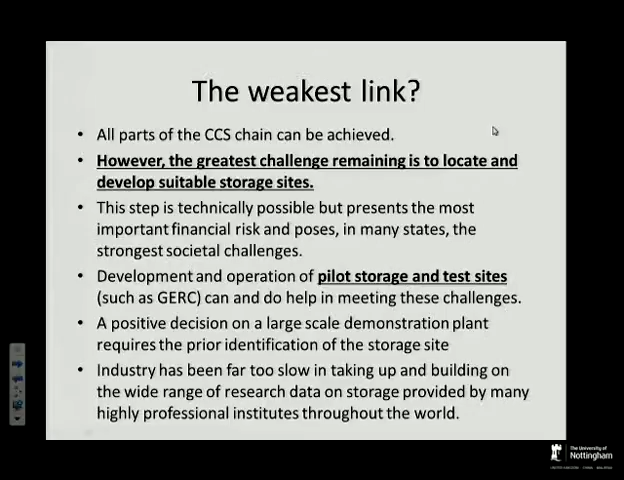 The weakest link?
• All parts of the CCS chain can be achieved.
• However, the greatest challenge remaining is to locate and
develop suitable storage sites.
• This step is technically possible but presents the most
important financial risk and poses, in many states, the
strongest societal challenges.
• Development and operation of pilot storage and test sites
(such as GERC) can and do help in meeting these challenges.
• A positive decision on a large scale demonstration plant
requires the prior identification of the storage site
• Industry has been far too slow in taking up and building on
the wide range of research data on storage provided by many
highly professional institutes throughout the world.
The University of
Nottingham